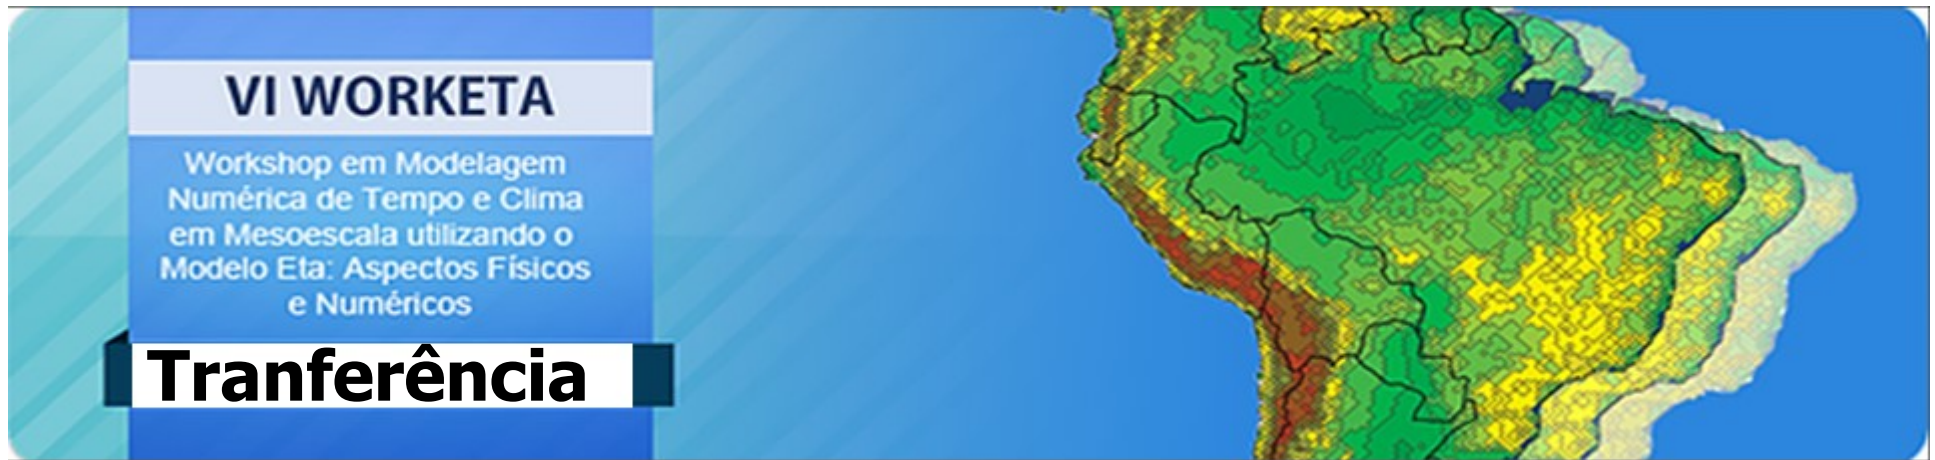 VI WORKETA
Workshop em Modelagem
Numérica de Tempo e Clima
em Mesoescala utilizando o
Modelo Eta: Aspectos Físicos
e Numéricos
Tranferência